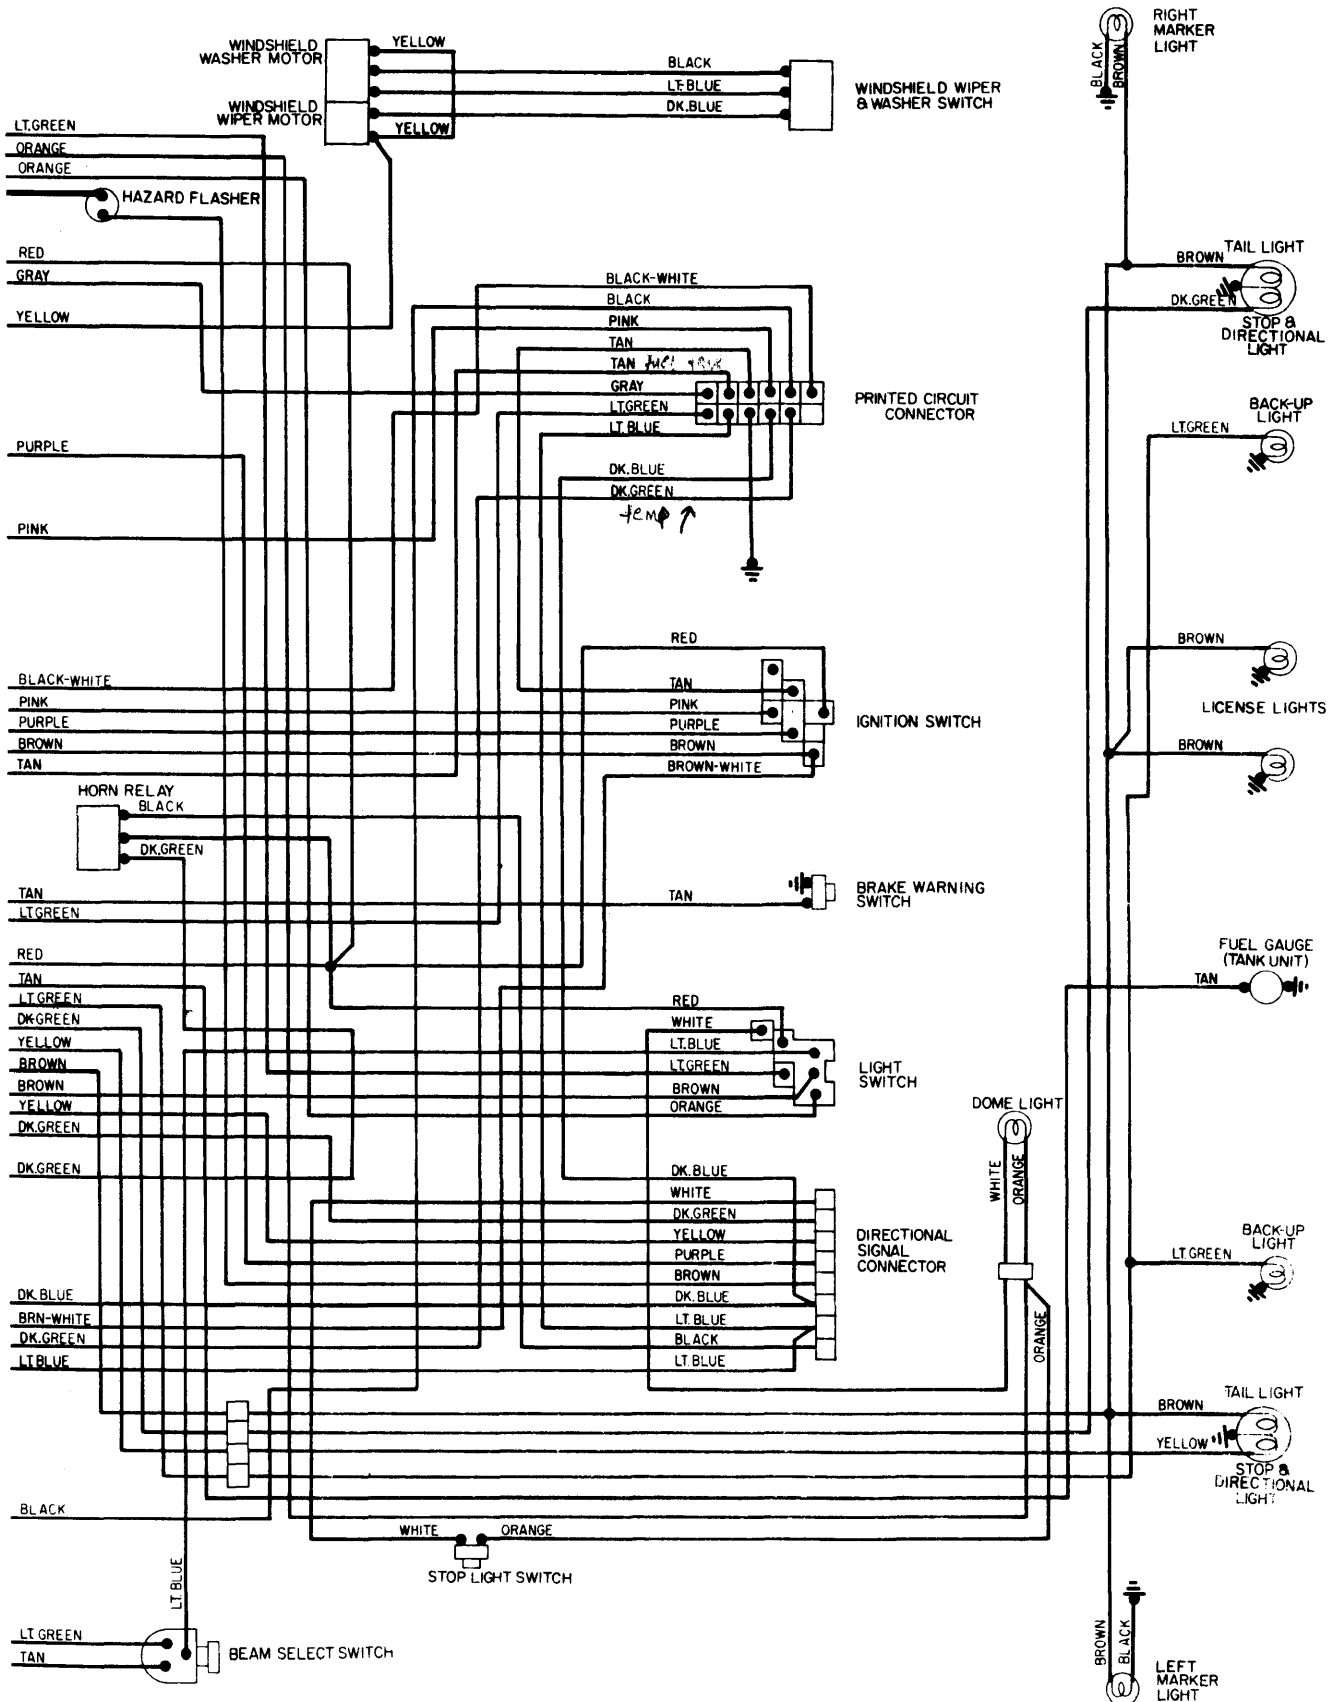 RIGHT
MARKER
LIGHT
BLACK
BROWN
WINDSHIELD
WASHER MOTOR
YELLOW
BLACK
LT.BLUE
DK.BLUE
WINDSHIELD WIPER
& WASHER SWITCH
WINDSHIELD
WIPER MOTOR
YELLOW
LT.GREEN
ORANGE
ORANGE
HAZARD FLASHER
RED
GRAY
YELLOW
BLACK-WHITE
BLACK
PINK
TAN
TAN
GRAY
LT.GREEN
LT. BLUE
PRINTED CIRCUIT
CONNECTOR
DK.BLUE
DK.GREEN
temp
TAIL LIGHT
BROWN
DK.GREEN
STOP &
DIRECTIONAL
LIGHT
BACK-UP
LIGHT
LT.GREEN
PURPLE
PINK
RED
BLACK-WHITE
PINK
PURPLE
BROWN
TAN
TAN
PINK
PURPLE
BROWN
BROWN-WHITE
IGNITION SWITCH
BROWN
LICENSE LIGHTS
BROWN
HORN RELAY
BLACK
DK.GREEN
TAN
LT.GREEN
TAN
BRAKE WARNING
SWITCH
FUEL GAUGE
(TANK UNIT)
TAN
RED
TAN
LT.GREEN
DK.GREEN
YELLOW
BROWN
BROWN
YELLOW
DK.GREEN
DK.GREEN
RED
WHITE
LT.BLUE
LT.GREEN
BROWN
ORANGE
LIGHT
SWITCH
DOME LIGHT
WHITE
ORANGE
ORANGE
DK.BLUE
WHITE
DK.GREEN
YELLOW
PURPLE
BROWN
DK.BLUE
LT. BLUE
BLACK
LT. BLUE
DIRECTIONAL
SIGNAL
CONNECTOR
BACK-UP
LIGHT
LT.GREEN
DK.BLUE
BRN-WHITE
DK.GREEN
LT.BLUE
TAIL LIGHT
BROWN
YELLOW
STOP &
DIRECTIONAL
LIGHT
BLACK
WHITE
ORANGE
STOP LIGHT SWITCH
LT. BLUE
LT. GREEN
TAN
BEAM SELECT SWITCH
BROWN
BLACK
LEFT
MARKER
LIGHT